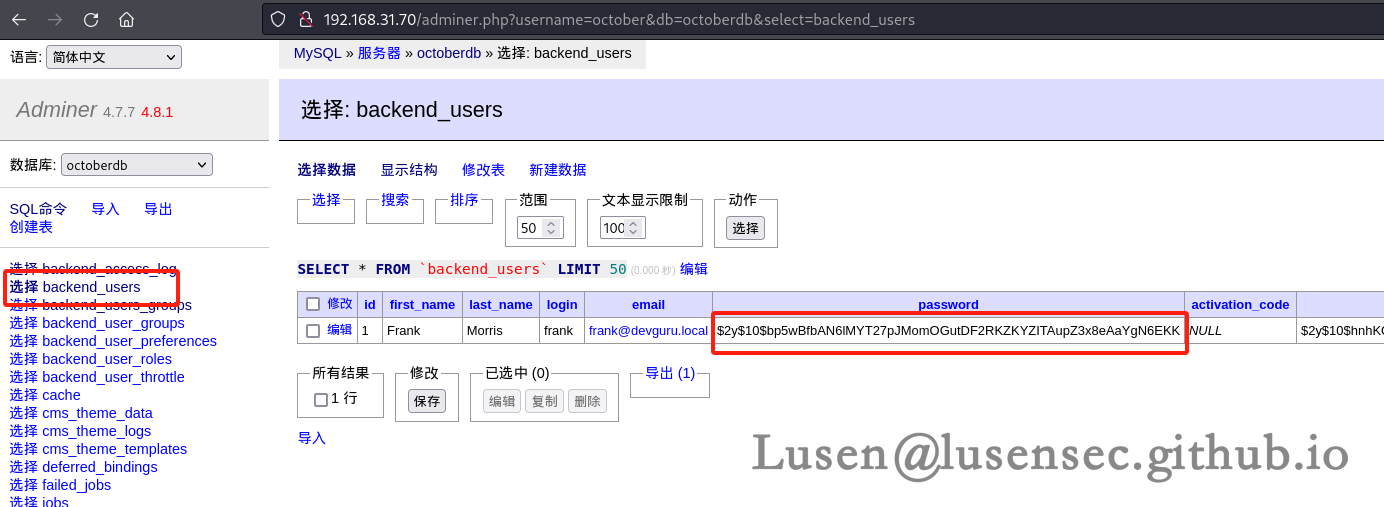 192.168.31.70/adminer.php?username=october&db=octoberdb&select=backend_users
语言: 简体中文
MySQL » 服务器 » octoberdb » 选择: backend_users
Adminer 4.7.7 4.8.1
选择: backend_users
数据库: octoberdb
选择数据 显示结构 修改表 新建数据
选择 搜索 排序 范围 文本显示限制 动作
50 100 选择
SQL命令 导入 导出
创建表
SELECT * FROM `backend_users` LIMIT 50 (0.000 秒) 编辑
选择 backend_access_log
选择 backend_users
选择 backend_users_groups
选择 backend_user_groups
选择 backend_user_preferences
选择 backend_user_roles
选择 backend_user_throttle
选择 cache
选择 cms_theme_data
选择 cms_theme_logs
选择 cms_theme_templates
选择 deferred_bindings
选择 failed_jobs
选择 jobs
修改 id first_name last_name login email password activation_code
编辑 1 Frank Morris frank frank@devguru.local $2y$10$bp5wBfbAN6lMYT27pJMomOGutDF2RKZKYZITAupZ3x8eAaYgN6EKK NULL
所有结果 修改 已选中 (0) 导出 (1)
1 行 保存 编辑 复制 删除
导入
Lusen@lusensec.github.io